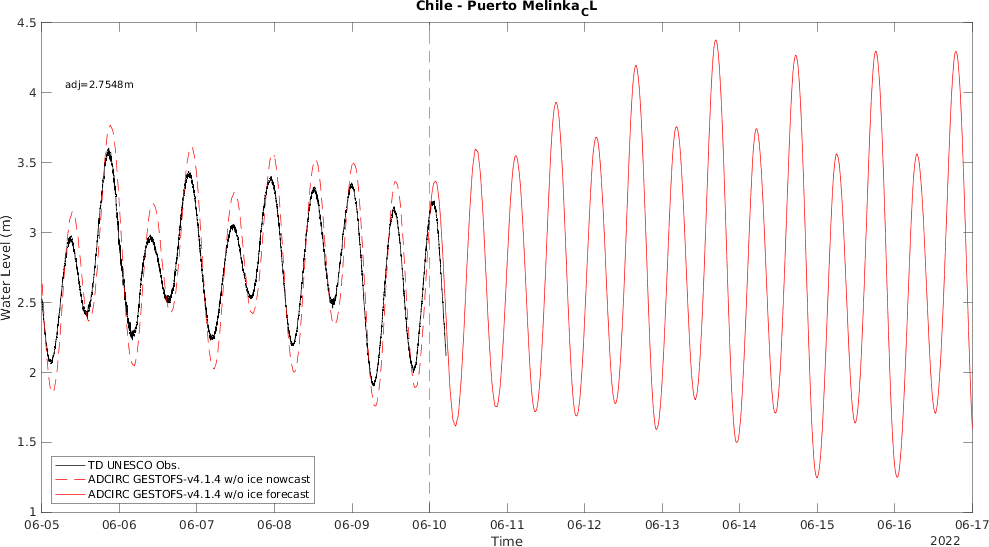 Chile - Puerto Melinka_CL
4.5
4
3.5
3
2.5
2
1.5
1
Water Level (m)
adj=2.7548m
TD UNESCO Obs.
ADCIRC GESTOFS-v4.1.4 w/o ice nowcast
ADCIRC GESTOFS-v4.1.4 w/o ice forecast
06-05 06-06 06-07 06-08 06-09 06-10 06-11 06-12 06-13 06-14 06-15 06-16 06-17
Time
2022